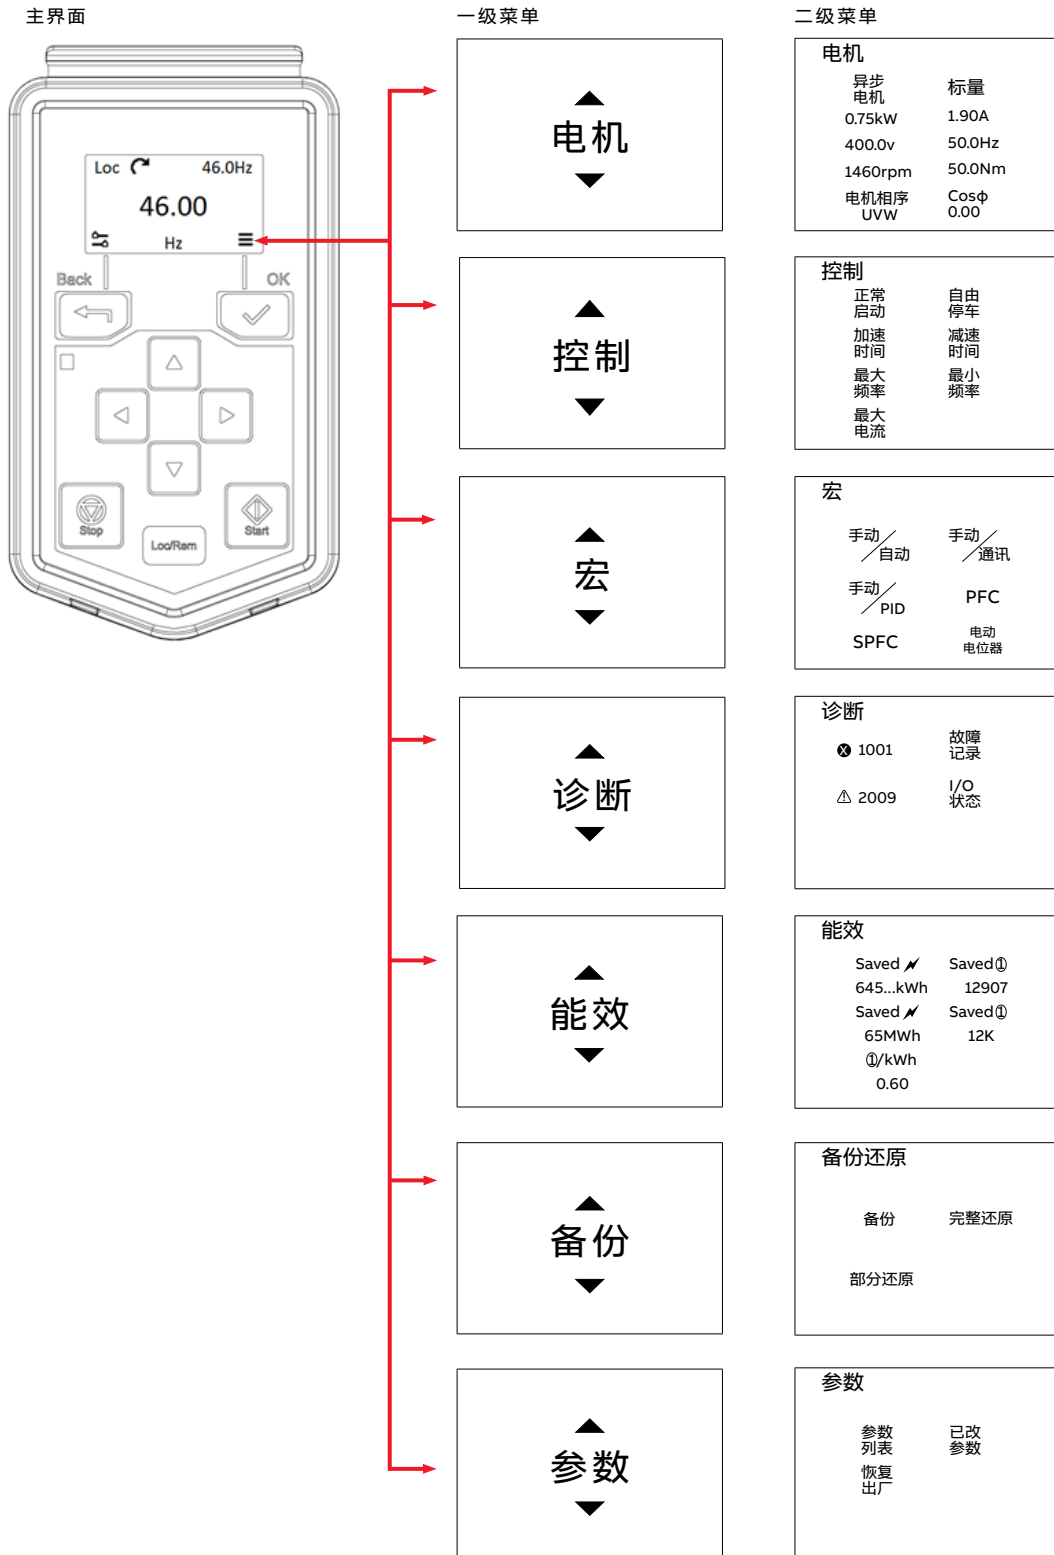 主界面
一级菜单
二级菜单
Loc 46.0Hz
46.00
Hz
Back OK
Stop
Loc/Rem
Start
电机
控制
宏
诊断
能效
备份
参数
电机
异步 标量
电机
0.75kW 1.90A
400.0v 50.0Hz
1460rpm 50.0Nm
电机相序 Cosφ
UVW 0.00
控制
正常 自由
启动 停车
加速 减速
时间 时间
最大 最小
频率 频率
最大
电流
宏
手动/自动 手动/通讯
手动/PID PFC
SPFC 电动
电位器
诊断
1001 故障
记录
2009 I/O
状态
能效
Saved Saved①
645...kWh 12907
Saved Saved①
65MWh 12K
①/kWh
0.60
备份还原
备份 完整还原
部分还原
参数
参数 已改
列表 参数
恢复
出厂